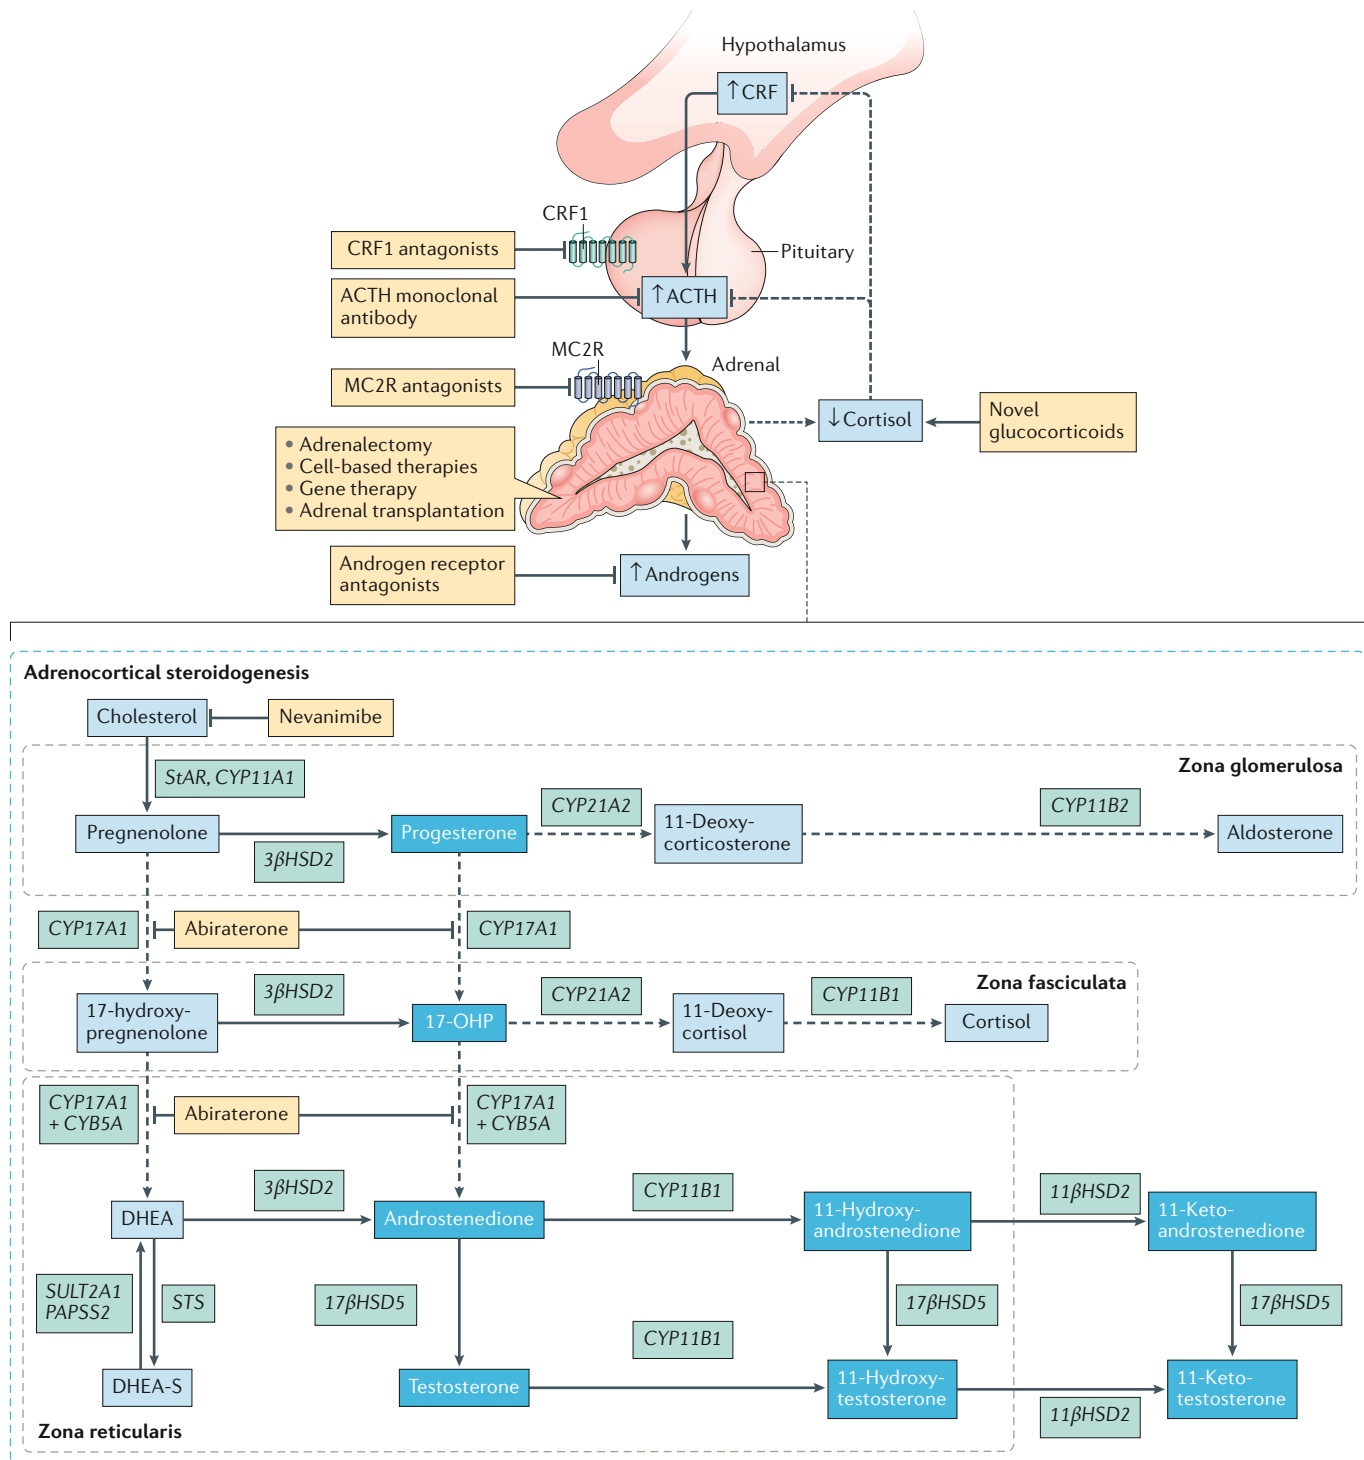 Hypothalamus
↑CRF
CRF1
CRF1 antagonists
Pituitary
ACTH monoclonal
antibody
↑ACTH
MC2R
Adrenal
MC2R antagonists
↓Cortisol
Novel
glucocorticoids
• Adrenalectomy
• Cell-based therapies
• Gene therapy
• Adrenal transplantation
Androgen receptor
antagonists
↑Androgens
Adrenocortical steroidogenesis
Cholesterol
Nevanimibe
Zona glomerulosa
StAR, CYP11A1
CYP21A2
CYP11B2
Pregnenolone
Progesterone
11-Deoxy-
corticosterone
Aldosterone
3βHSD2
CYP17A1
Abiraterone
CYP17A1
Zona fasciculata
3βHSD2
CYP21A2
CYP11B1
17-hydroxy-
pregnenolone
17-OHP
11-Deoxy-
cortisol
Cortisol
CYP17A1
+ CYB5A
Abiraterone
CYP17A1
+ CYB5A
3βHSD2
CYP11B1
11βHSD2
DHEA
Androstenedione
11-Hydroxy-
androstenedione
11-Keto-
androstenedione
SULT2A1
PAPSS2
STS
17βHSD5
17βHSD5
17βHSD5
CYP11B1
DHEA-S
Testosterone
11-Hydroxy-
testosterone
11-Keto-
testosterone
11βHSD2
Zona reticularis